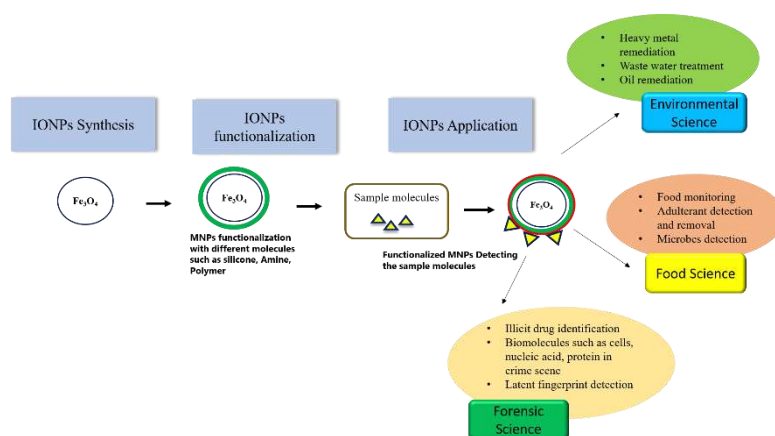 IONPs Synthesis
IONPs
functionalization
IONPs Application
Fe₃O₄
Fe₃O₄
MNPs functionalization
with different molecules
such as silicone, Amine,
Polymer
Sample molecules
Functionalized MNPs Detecting
the sample molecules
Fe₃O₄
• Heavy metal
remediation
• Waste water treatment
• Oil remediation
Environmental
Science
• Food monitoring
• Adulterant detection
and removal
• Microbes detection
Food Science
• Illicit drug identification
• Biomolecules such as cells,
nucleic acid, protein in
crime scene
• Latent fingerprint detection
Forensic
Science